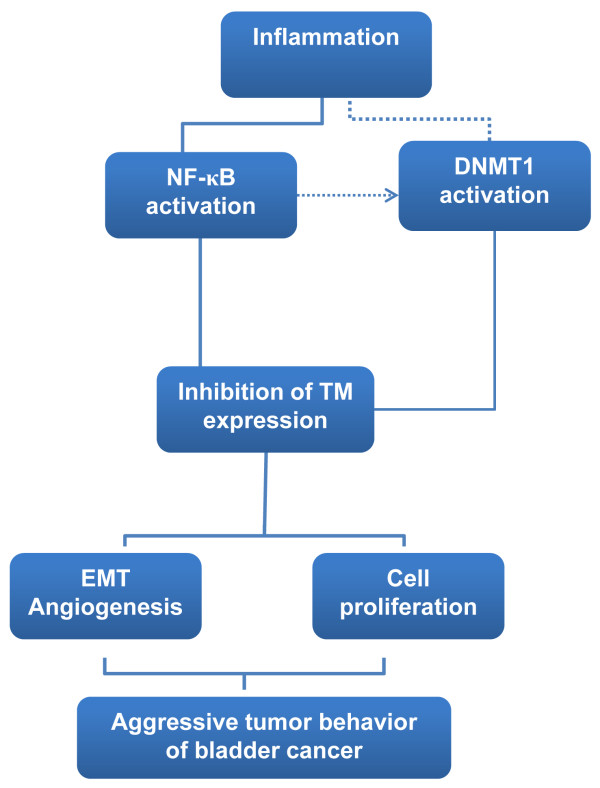 Inflammation
NF-κB
activation
DNMT1
activation
Inhibition of TM
expression
EMT
Angiogenesis
Cell
proliferation
Aggressive tumor behavior
of bladder cancer